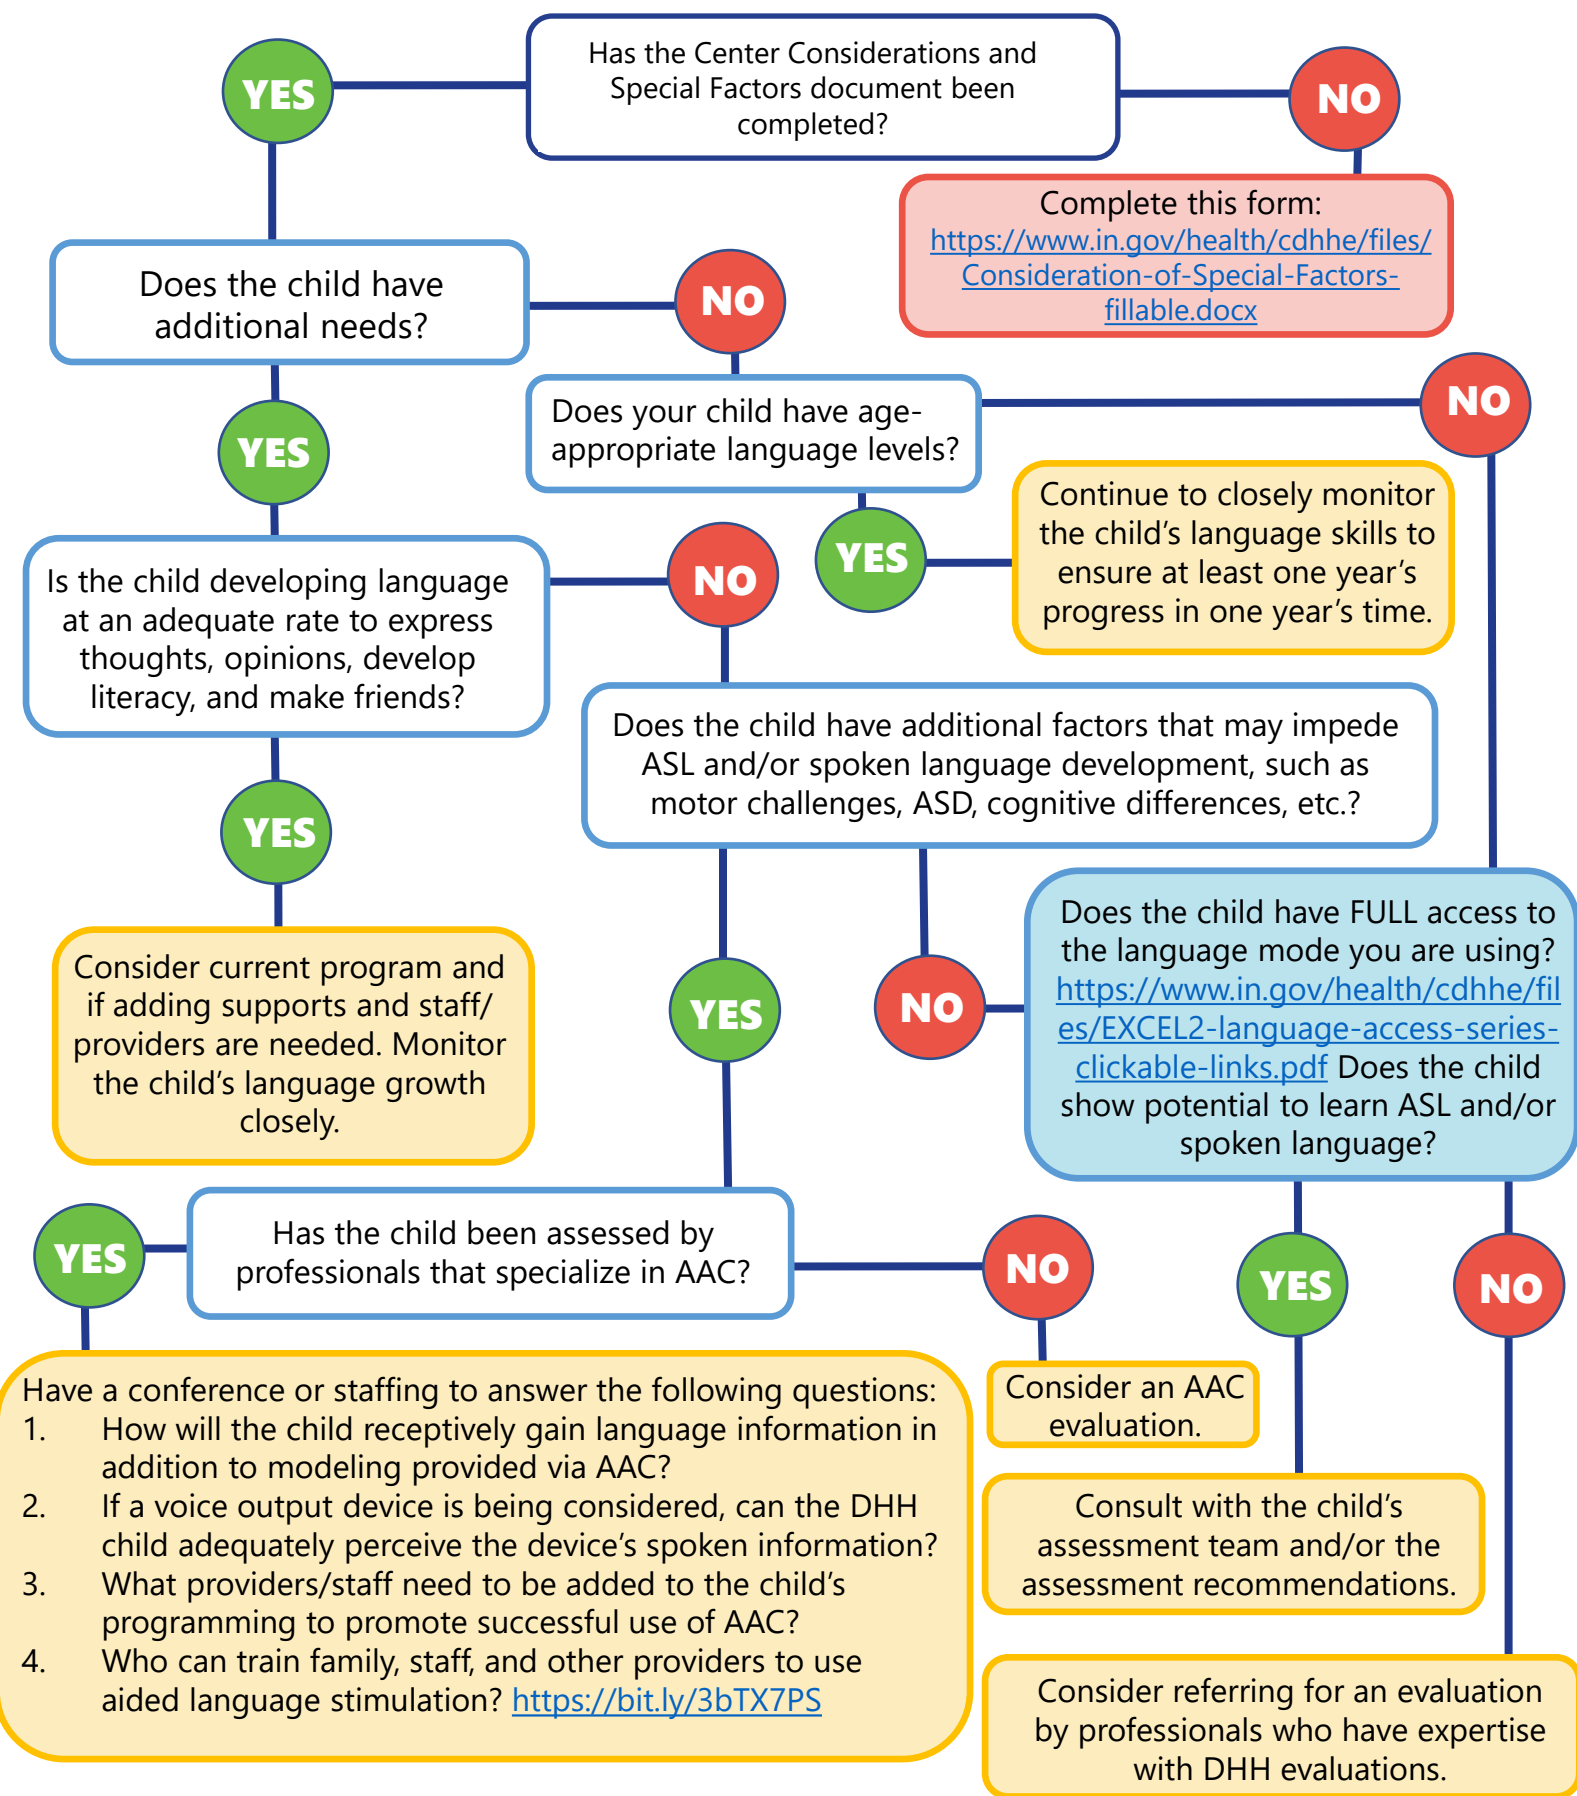 Has the Center Considerations and
Special Factors document been
completed?
YES
NO
Complete this form:
https://www.in.gov/health/cdhhe/files/
Consideration-of-Special-Factors-
fillable.docx
Does the child have
additional needs?
NO
YES
Does your child have age-
appropriate language levels?
NO
YES
Continue to closely monitor
the child's language skills to
ensure at least one year's
progress in one year's time.
Is the child developing language
at an adequate rate to express
thoughts, opinions, develop
literacy, and make friends?
NO
YES
Does the child have additional factors that may impede
ASL and/or spoken language development, such as
motor challenges, ASD, cognitive differences, etc.?
Consider current program and
if adding supports and staff/
providers are needed. Monitor
the child's language growth
closely.
YES
NO
Does the child have FULL access to
the language mode you are using?
https://www.in.gov/health/cdhhe/fil
es/EXCEL2-language-access-series-
clickable-links.pdf Does the child
show potential to learn ASL and/or
spoken language?
Has the child been assessed by
professionals that specialize in AAC?
YES
NO
YES
NO
Have a conference or staffing to answer the following questions:
1. How will the child receptively gain language information in
addition to modeling provided via AAC?
2. If a voice output device is being considered, can the DHH
child adequately perceive the device's spoken information?
3. What providers/staff need to be added to the child's
programming to promote successful use of AAC?
4. Who can train family, staff, and other providers to use
aided language stimulation? https://bit.ly/3bTX7PS
Consider an AAC
evaluation.
Consult with the child's
assessment team and/or the
assessment recommendations.
Consider referring for an evaluation
by professionals who have expertise
with DHH evaluations.